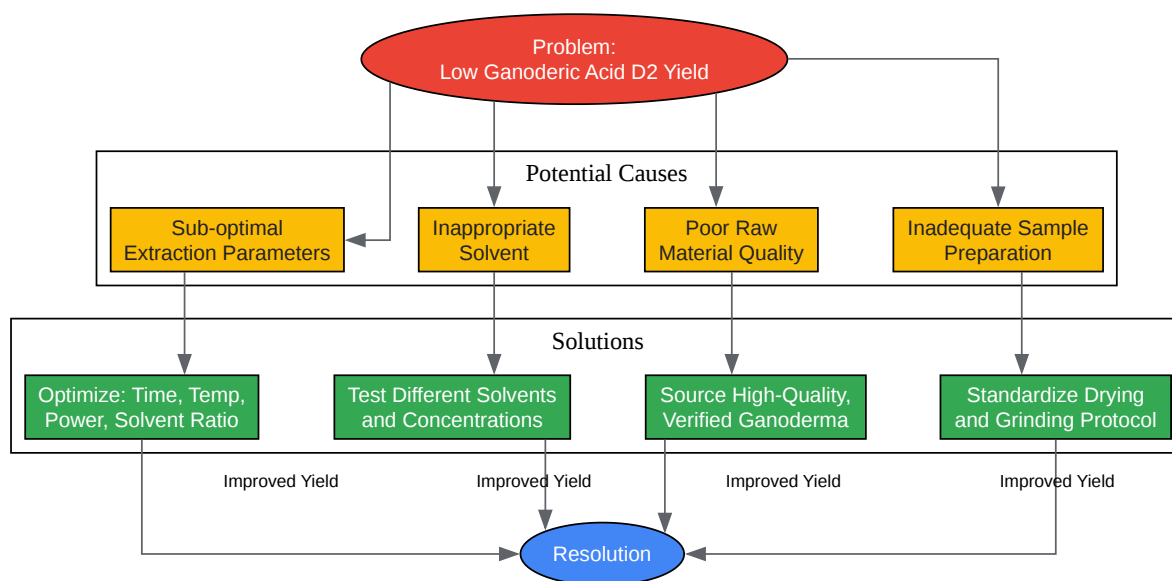 Problem:
Low Ganoderic Acid D2 Yield
Potential Causes
Sub-optimal
Extraction Parameters
Inappropriate
Solvent
Poor Raw
Material Quality
Inadequate Sample
Preparation
Solutions
Optimize: Time, Temp,
Power, Solvent Ratio
Test Different Solvents
and Concentrations
Source High-Quality,
Verified Ganoderma
Standardize Drying
and Grinding Protocol
Improved Yield
Improved Yield
Improved Yield
Improved Yield
Resolution